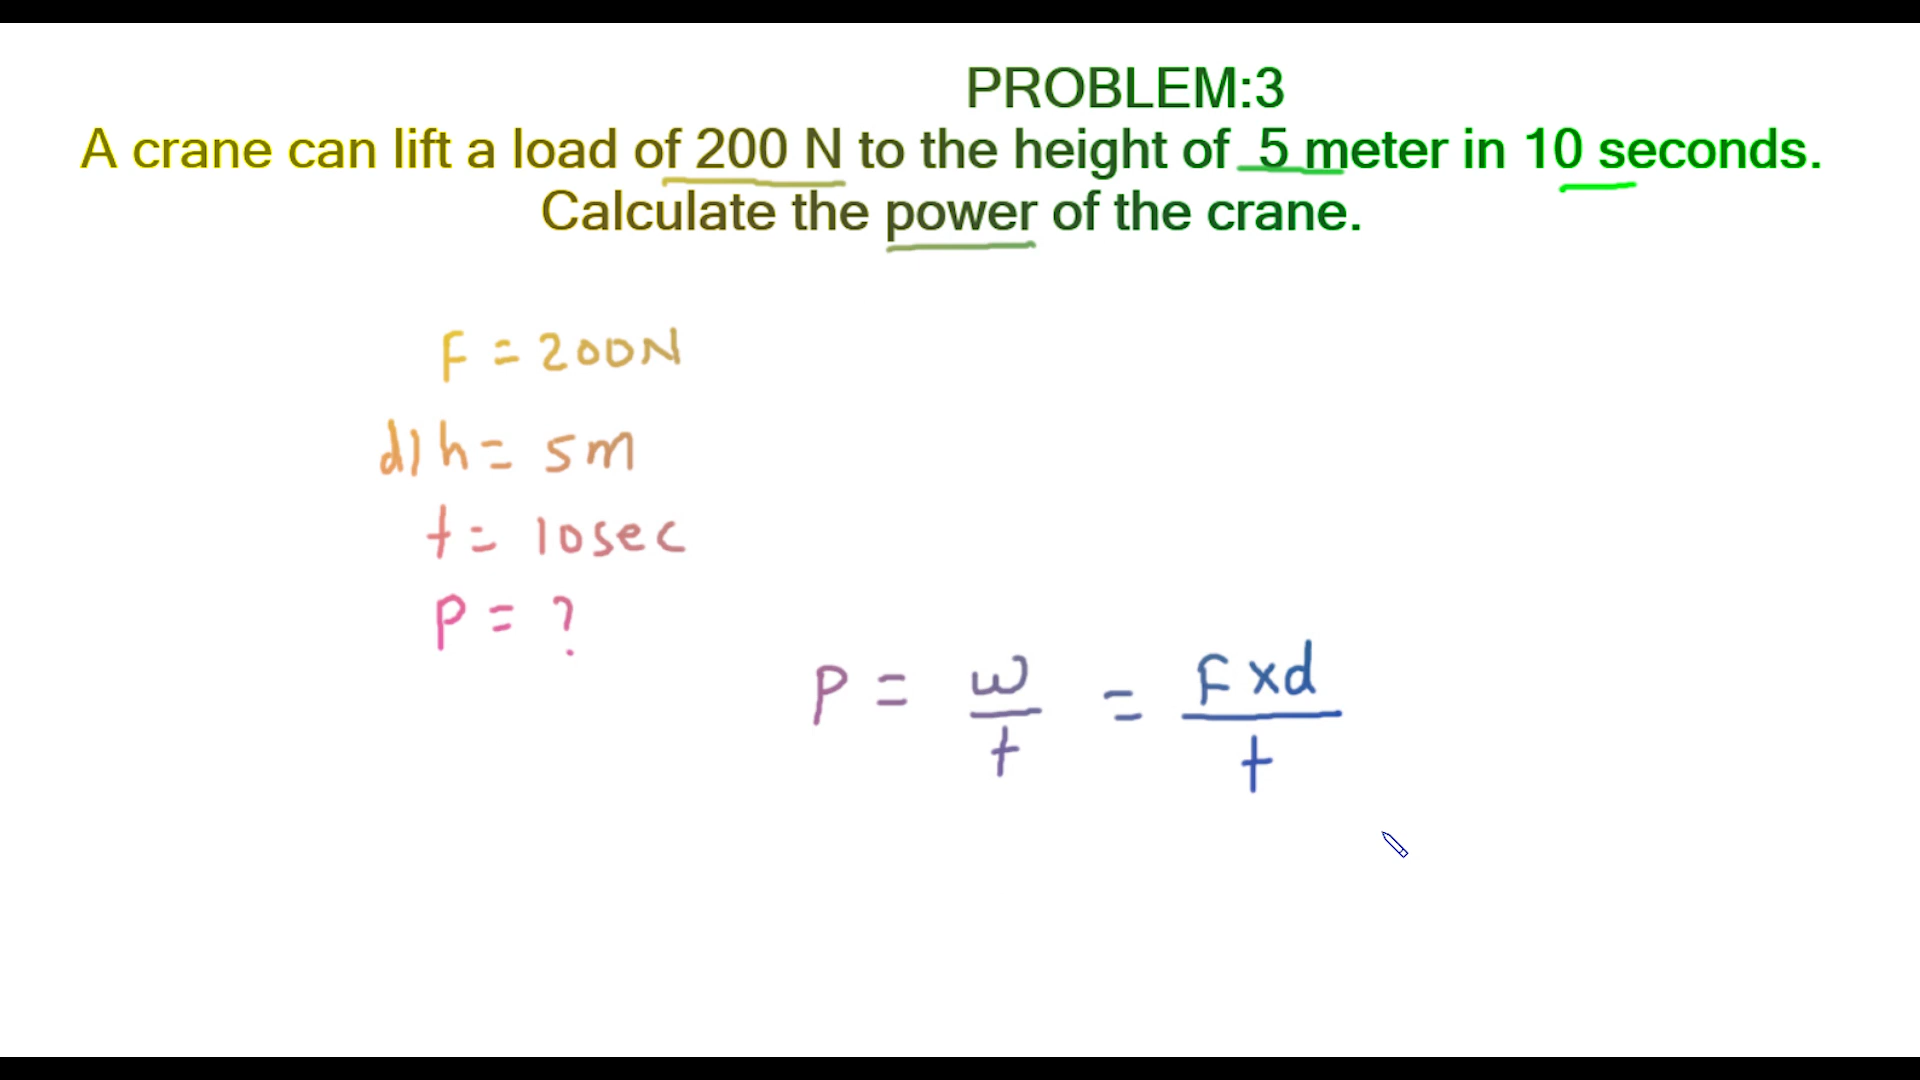 PROBLEM:3
A crane can lift a load of 200 N to the height of 5 meter in 10 seconds.
Calculate the power of the crane.
F = 200N
d/h = 5m
t = 10sec
P = ?
P = w/t = F×d/t